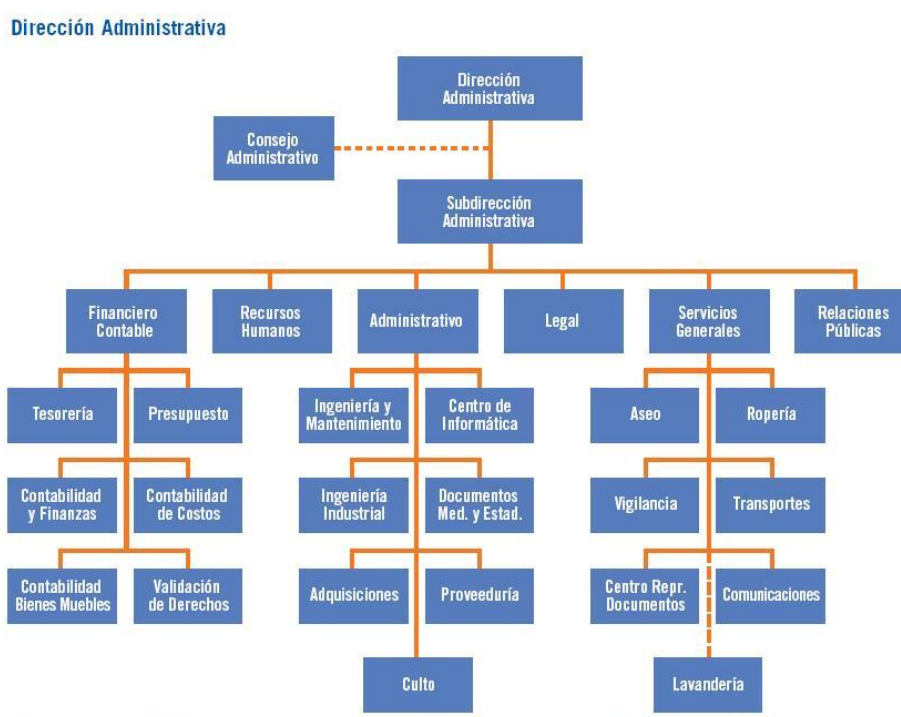 Dirección Administrativa
Dirección
Administrativa
Consejo
Administrativo
Subdirección
Administrativa
Financiero
Contable
Recursos
Humanos
Administrativo
Legal
Servicios
Generales
Relaciones
Públicas
Tesorería
Presupuesto
Ingeniería y
Mantenimiento
Centro de
Informática
Aseo
Ropería
Contabilidad
y Finanzas
Contabilidad
de Costos
Ingeniería
Industrial
Documentos
Med. y Estad.
Vigilancia
Transportes
Contabilidad
Bienes Muebles
Validación
de Derechos
Adquisiciones
Proveeduría
Centro Repr.
Documentos
Comunicaciones
Culto
Lavandería